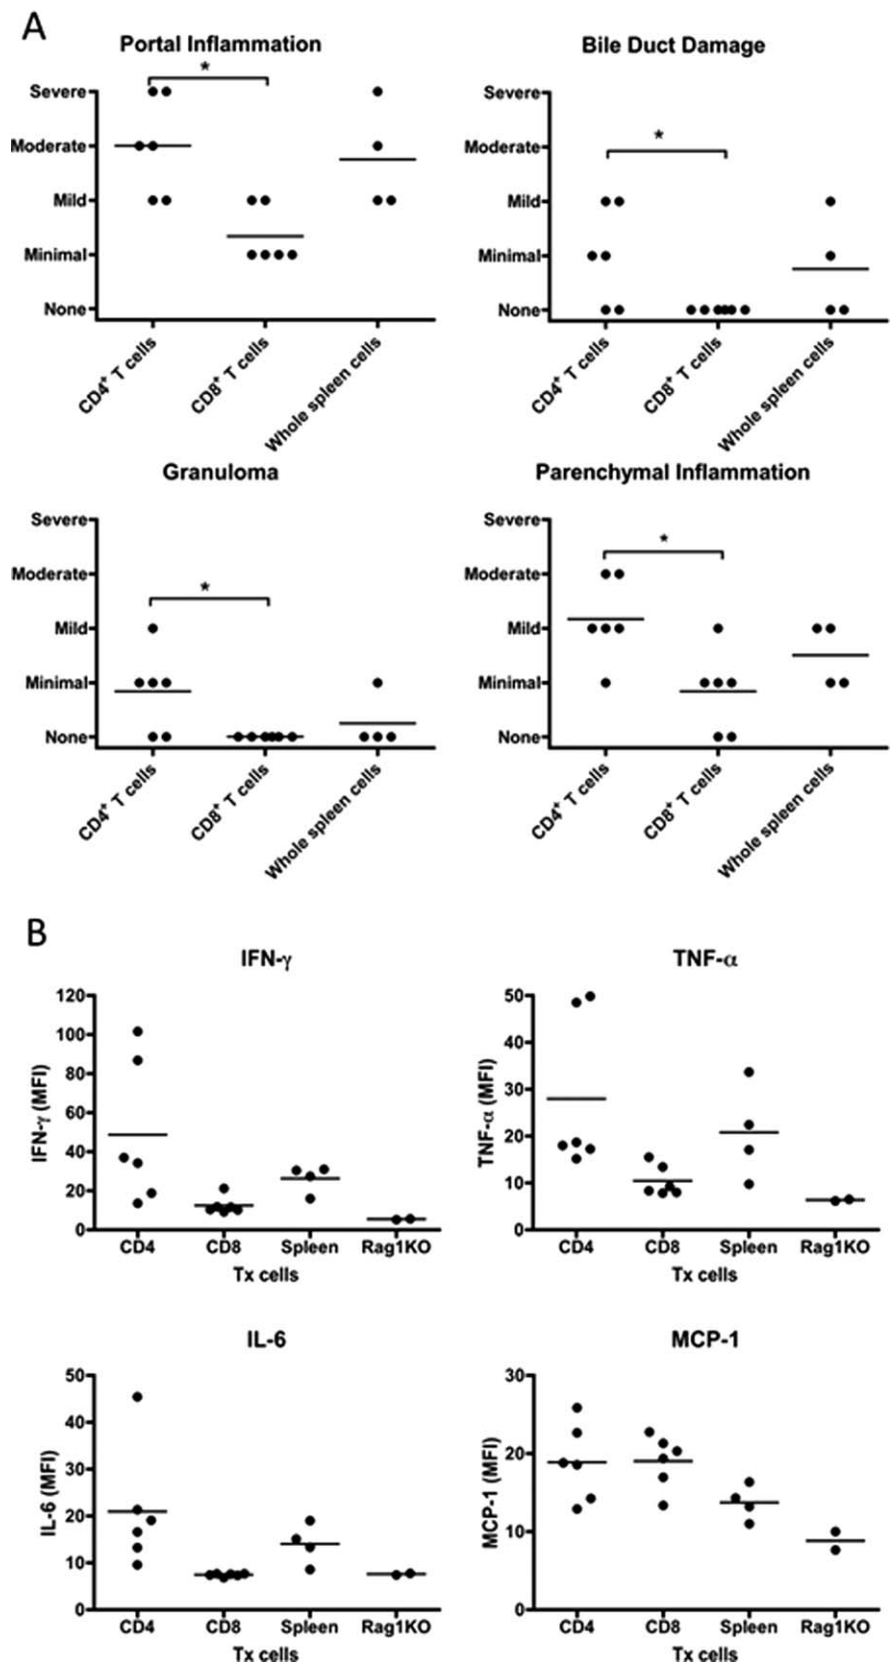 A
Portal Inflammation
*
Severe
Moderate
Mild
Minimal
None
CD4+ T cells
CD8+ T cells
Whole spleen cells
Bile Duct Damage
*
Severe
Moderate
Mild
Minimal
None
CD4+ T cells
CD8+ T cells
Whole spleen cells
Granuloma
*
Severe
Moderate
Mild
Minimal
None
CD4+ T cells
CD8+ T cells
Whole spleen cells
Parenchymal Inflammation
*
Severe
Moderate
Mild
Minimal
None
CD4+ T cells
CD8+ T cells
Whole spleen cells
B
IFN-γ
IFN-γ (MFI)
120
100
80
60
40
20
0
CD4 CD8 Spleen Rag1KO
Tx cells
TNF-α
TNF-α (MFI)
50
40
30
20
10
0
CD4 CD8 Spleen Rag1KO
Tx cells
IL-6
IL-6 (MFI)
50
40
30
20
10
0
CD4 CD8 Spleen Rag1KO
Tx cells
MCP-1
MCP-1 (MFI)
30
20
10
0
CD4 CD8 Spleen Rag1KO
Tx cells